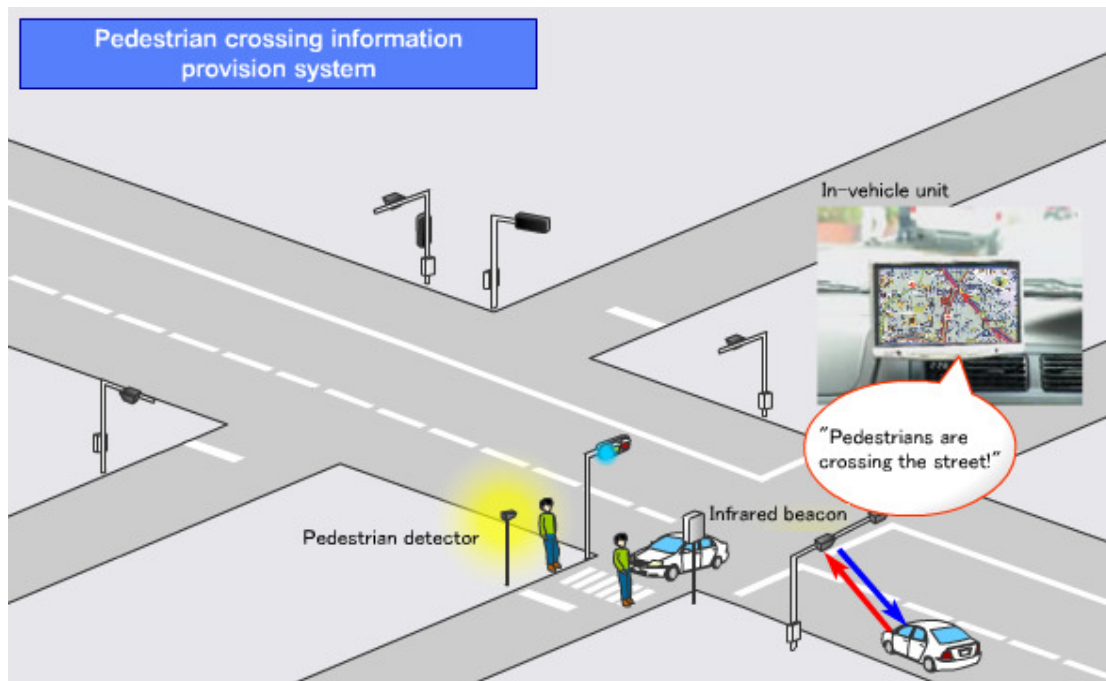 Pedestrian crossing information
provision system
In-vehicle unit
"Pedestrians are
crossing the street!"
Infrared beacon
Pedestrian detector